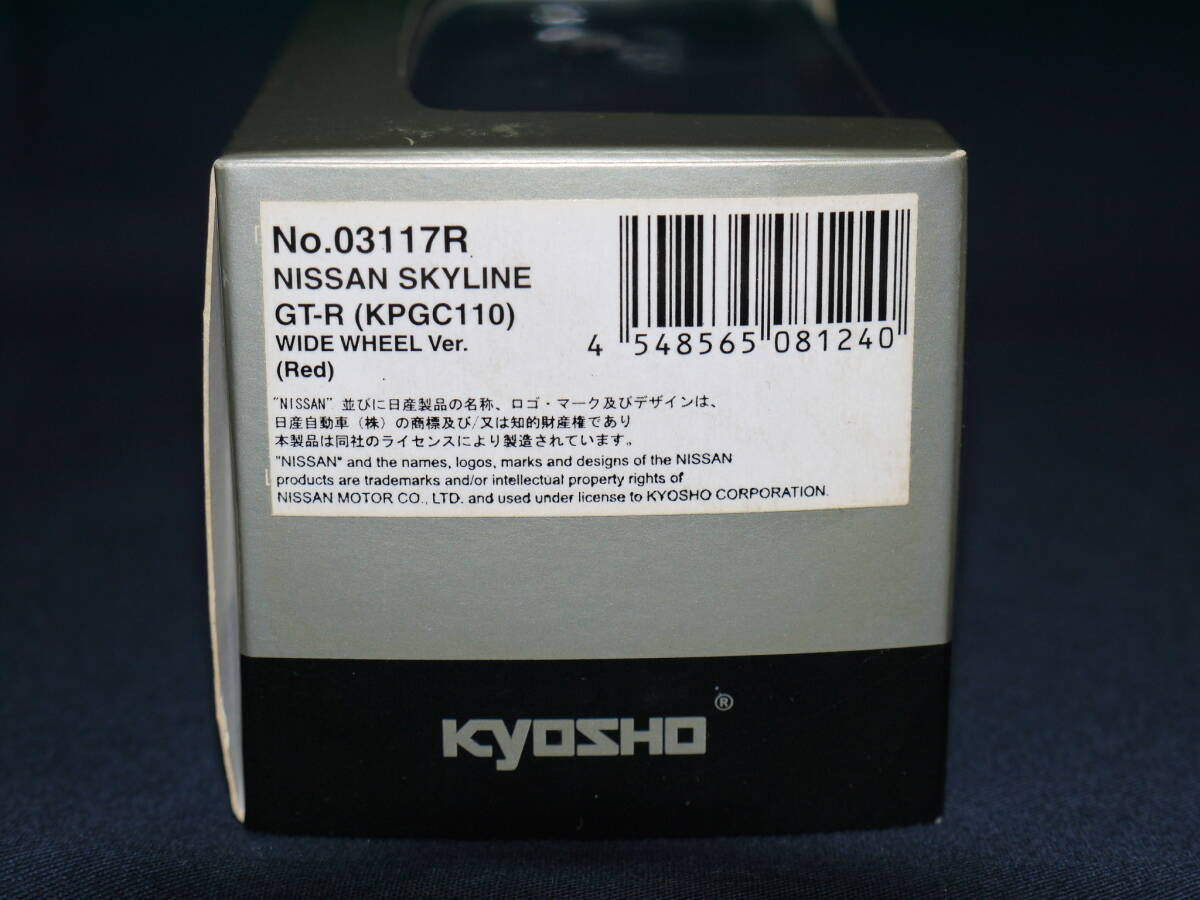 No.03117R
NISSAN SKYLINE
GT-R (KPGC110)
WIDE WHEEL Ver.
(Red)
4 548565 081240
"NISSAN" 並びに日産製品の名称、ロゴ・マーク及びデザインは、
日産自動車（株）の商標及び/又は知的財産権であり
本製品は同社のライセンスにより製造されています。
"NISSAN" and the names, logos, marks and designs of the NISSAN
products are trademarks and/or intellectual property rights of
NISSAN MOTOR CO., LTD. and used under license to KYOSHO CORPORATION.
KYOSHO®